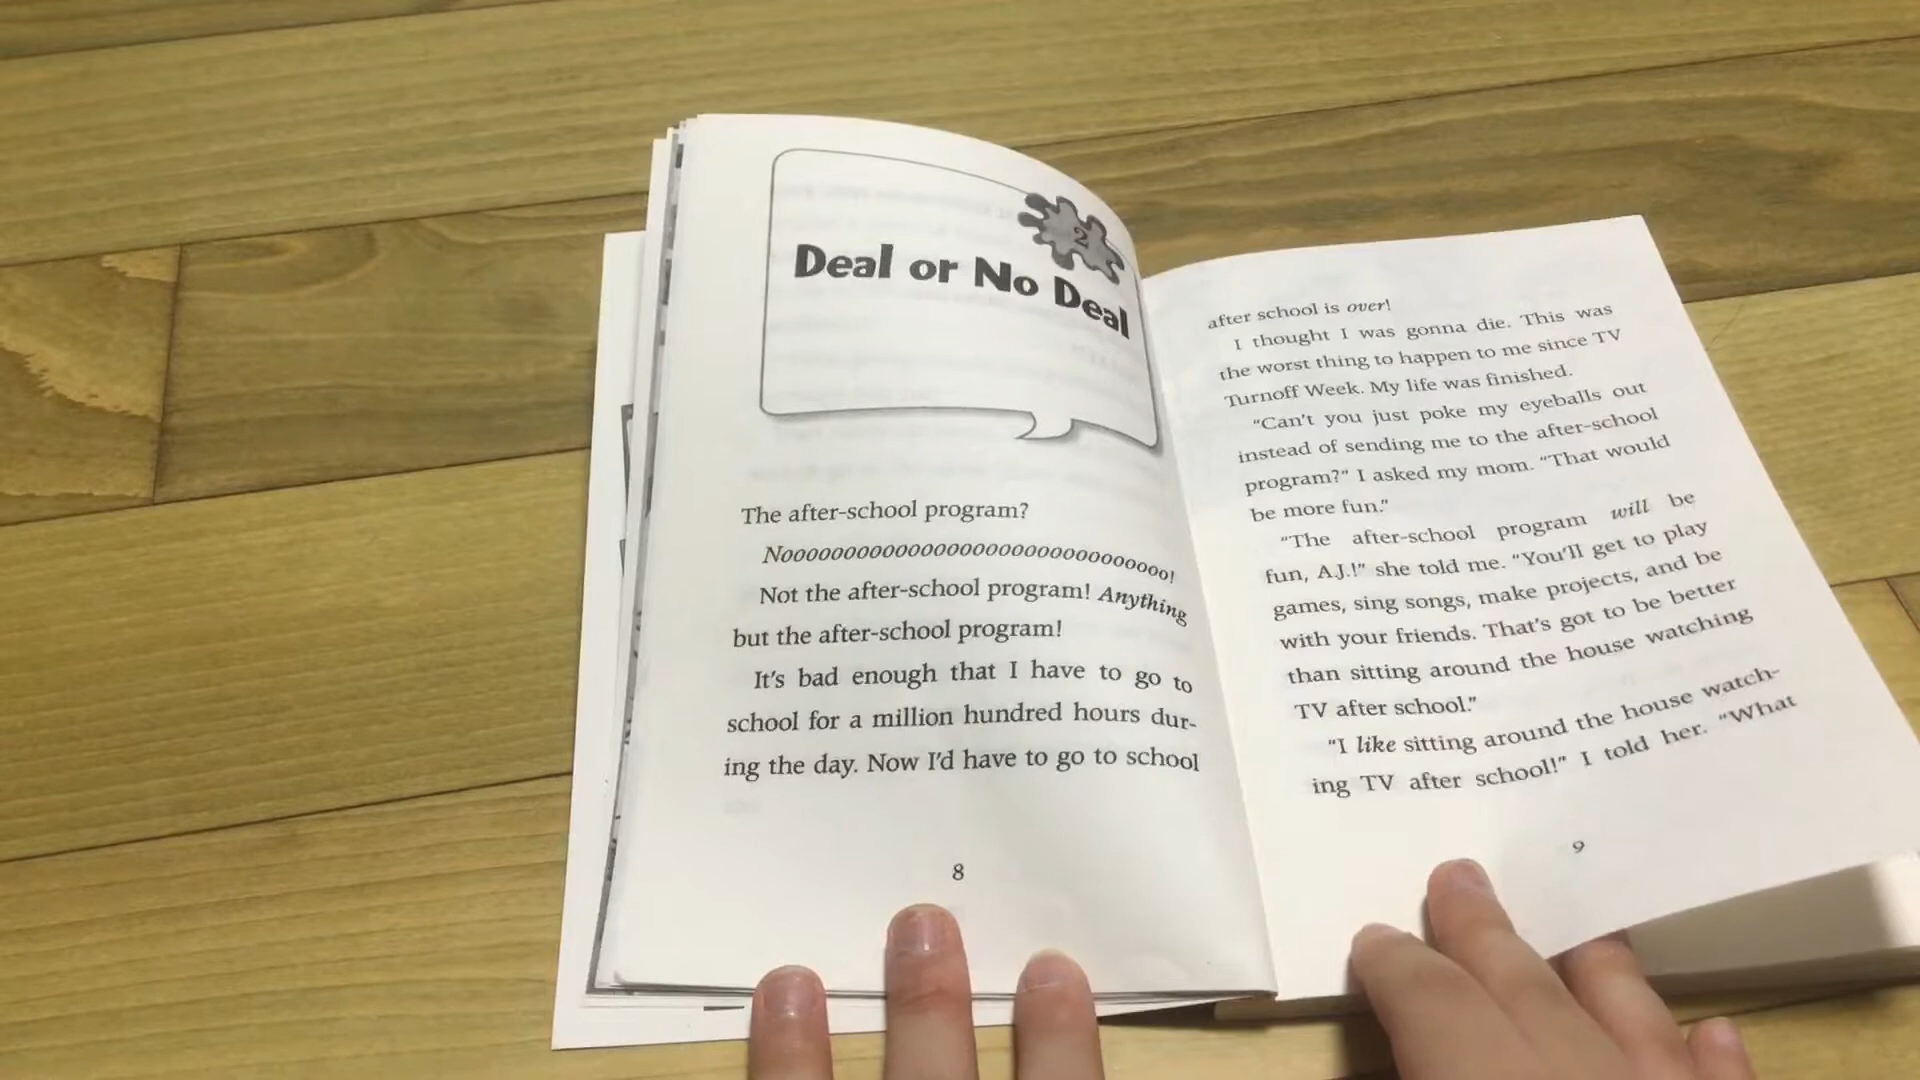 2
Deal or No Deal
The after-school program?
Nooooooooooooooooooooooooooooooooooo!
Not the after-school program! Anything
but the after-school program!
It's bad enough that I have to go to
school for a million hundred hours dur-
ing the day. Now I'd have to go to school
8
after school is over!
I thought I was gonna die. This was
the worst thing to happen to me since TV
Turnoff Week. My life was finished.
"Can't you just poke my eyeballs out
instead of sending me to the after-school
program?" I asked my mom. "That would
be more fun."
"The after-school program will be
fun, A.J.!" she told me. "You'll get to play
games, sing songs, make projects, and be
with your friends. That's got to be better
than sitting around the house watching
TV after school."
"I like sitting around the house watch-
ing TV after school!" I told her. "What
9